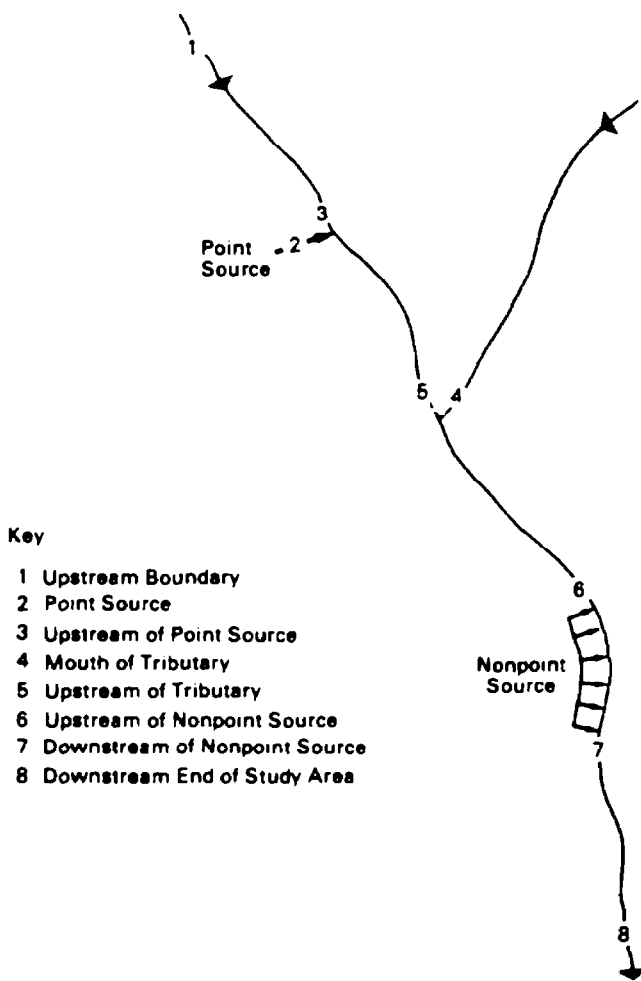 1
3
Point
Source
2
5
4
6
Nonpoint
Source
7
8
Key
1 Upstream Boundary
2 Point Source
3 Upstream of Point Source
4 Mouth of Tributary
5 Upstream of Tributary
6 Upstream of Nonpoint Source
7 Downstream of Nonpoint Source
8 Downstream End of Study Area